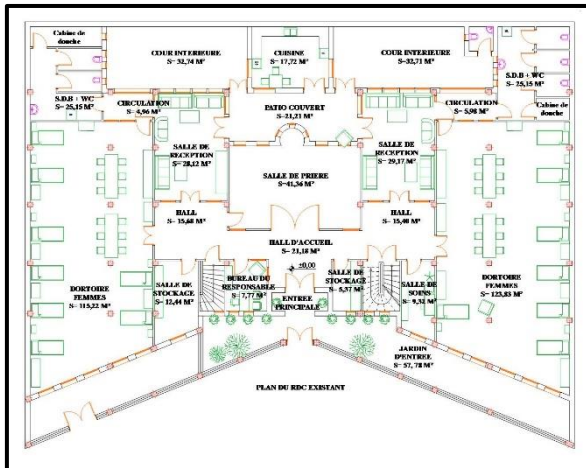 Cabine de
douche
COUR INTERIEURE
S= 32,74 M²
CUISINE
S= 17,72 M²
COUR INTERIEURE
S= 32,71 M²
S.D.B + WC
S= 25,15 M²
S.D.B + WC
S= 25,15 M²
Cabine de
douche
CIRCULATION
S= 4,96 M²
PATIO COUVERT
S=21,21 M²
CIRCULATION
S= 5,98 M²
SALLE DE
RECEPTION
S= 28,12 M²
SALLE DE
RECEPTION
S= 29,17 M²
SALLE DE PRIERE
S=41,36 M²
HALL
S= 15,68 M²
HALL
S= 15,40 M²
HALL D'ACCUEIL
S= 21,18 M²
±0,00
DORTOIRE
FEMMES
S= 115,22 M²
SALLE DE
STOCKAGE
S= 12,44 M²
BUREAU DU
RESPONSABLE
S= 7,77 M²
ENTREE
PRINCIPALE
SALLE DE
STOCKAGE
S= 5,37 M²
SALLE DE
SOINS
S= 9,32 M²
DORTOIRE
FEMMES
S= 123,83 M²
JARDIN
D'ENTREE
S= 57,78 M²
PLAN DU RDC EXISTANT